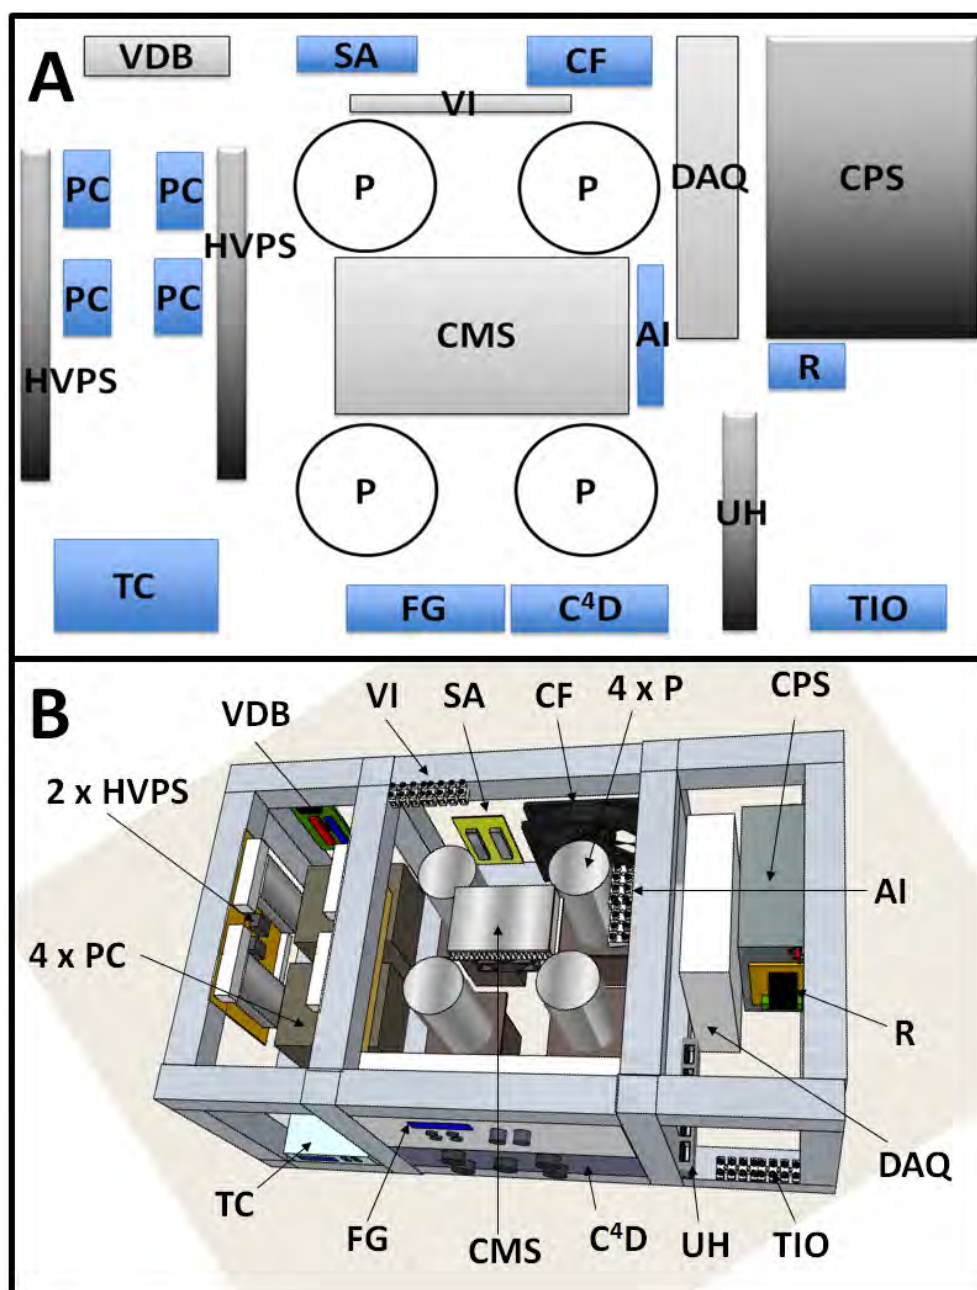 A
VDB
SA
CF
VI
P
P
DAQ
CPS
PC
PC
HVPS
PC
PC
CMS
AI
HVPS
R
P
P
UH
TC
FG
C⁴D
TIO
B
VDB
VI
SA
CF
4 x P
CPS
2 x HVPS
AI
4 x PC
R
DAQ
TC
FG
CMS
C⁴D
UH
TIO